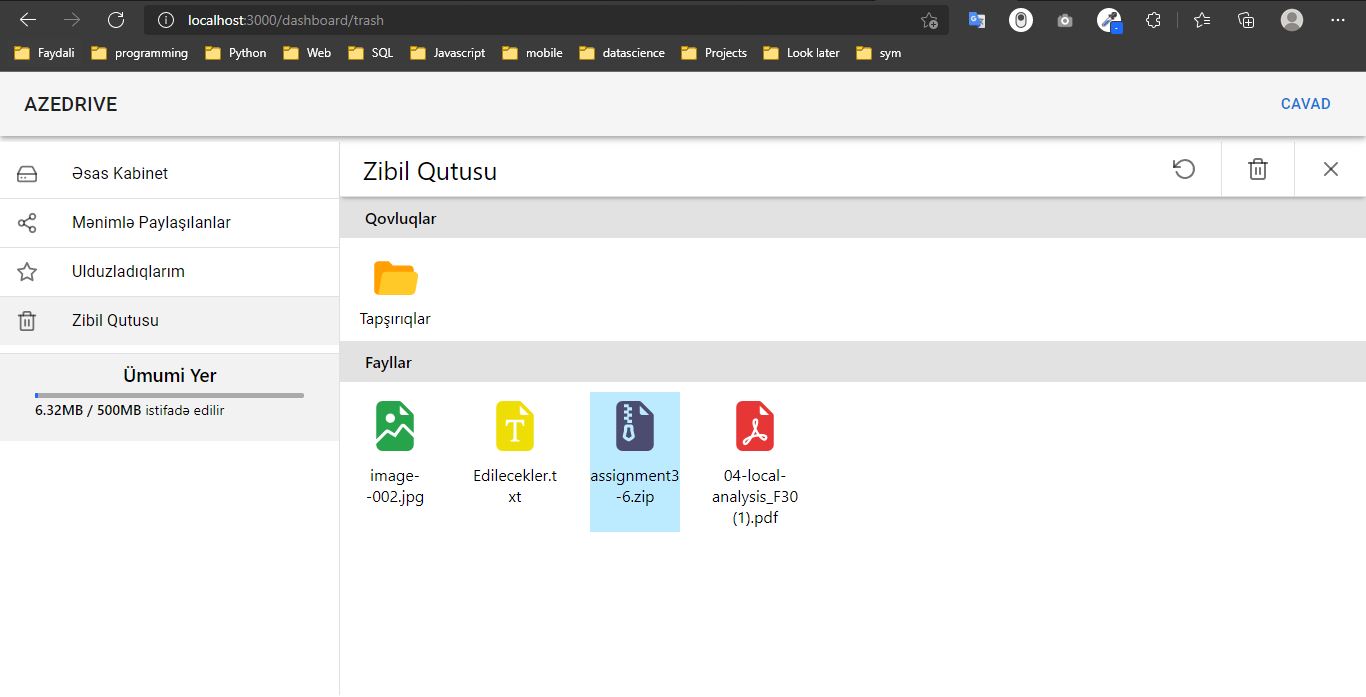 localhost:3000/dashboard/trash
Faydali programming Python Web SQL Javascript mobile datascience Projects Look later sym
AZEDRIVE
CAVAD
Əsas Kabinet
Mənimlə Paylaşılanlar
Ulduzladıqlarım
Zibil Qutusu
Ümumi Yer
6.32MB / 500MB istifadə edilir
Zibil Qutusu
Qovluqlar
Tapşırıqlar
Fayllar
image-
-002.jpg
Edilecekler.t
xt
assignment3
-6.zip
04-local-
analysis_F30
(1).pdf